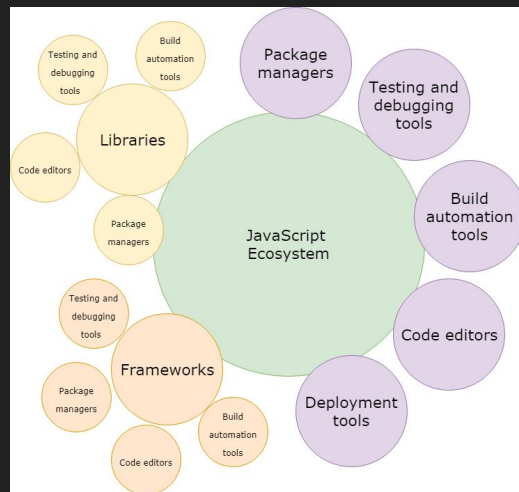 Package
managers
Build
automation
tools
Testing and
debugging
tools
Testing and
debugging
tools
Libraries
Code editors
Build
automation
tools
Package
managers
JavaScript
Ecosystem
Testing and
debugging
tools
Code editors
Frameworks
Package
managers
Deployment
tools
Build
automation
tools
Code editors